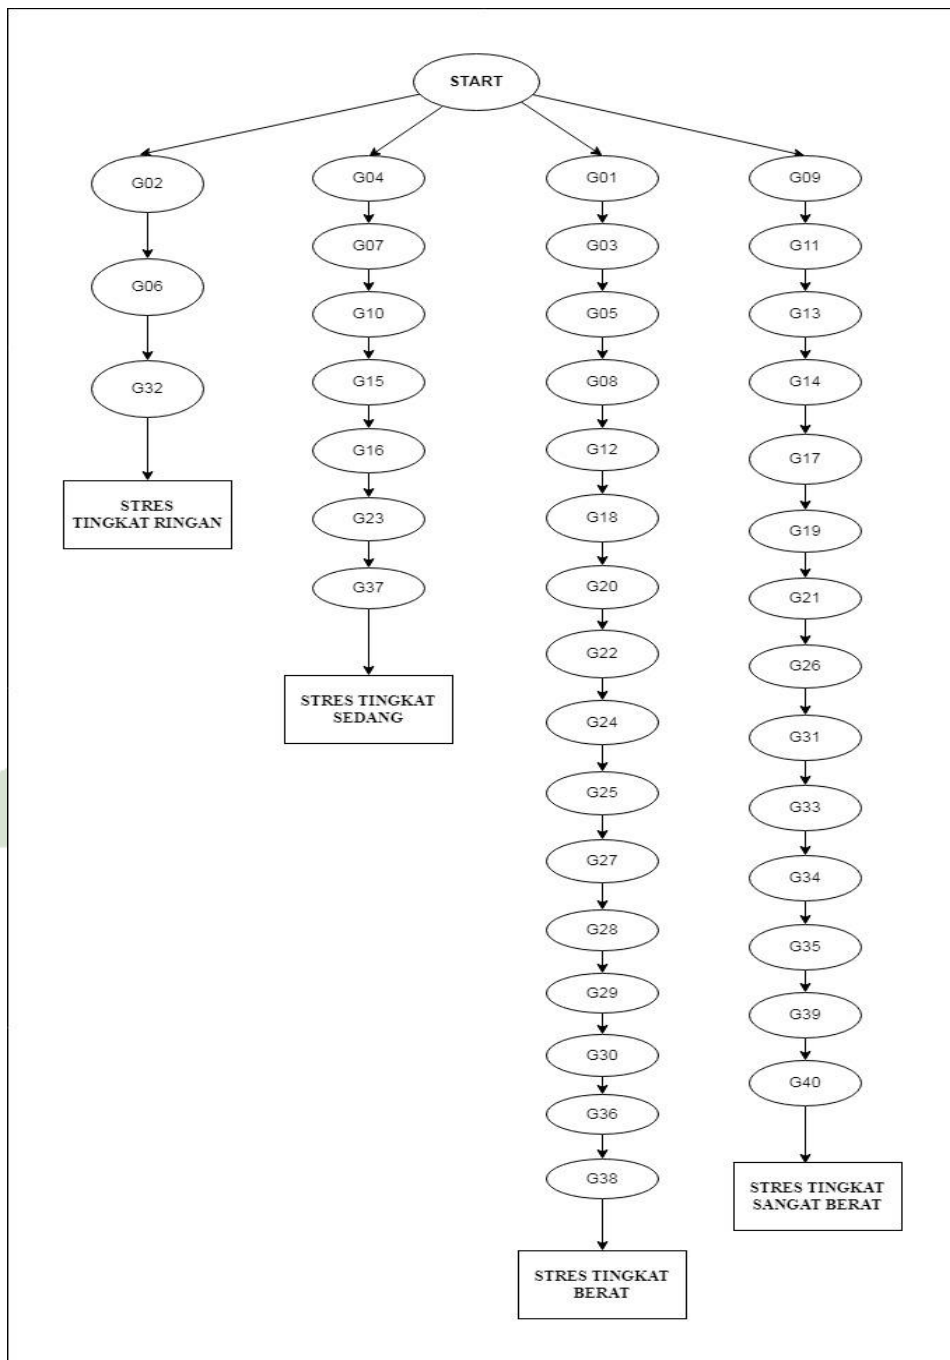 START
G02
G06
G32
STRES
TINGKAT RINGAN
G04
G07
G10
G15
G16
G23
G37
STRES TINGKAT
SEDANG
G01
G03
G05
G08
G12
G18
G20
G22
G24
G25
G27
G28
G29
G30
G36
G38
STRES TINGKAT
BERAT
G09
G11
G13
G14
G17
G19
G21
G26
G31
G33
G34
G35
G39
G40
STRES TINGKAT
SANGAT BERAT